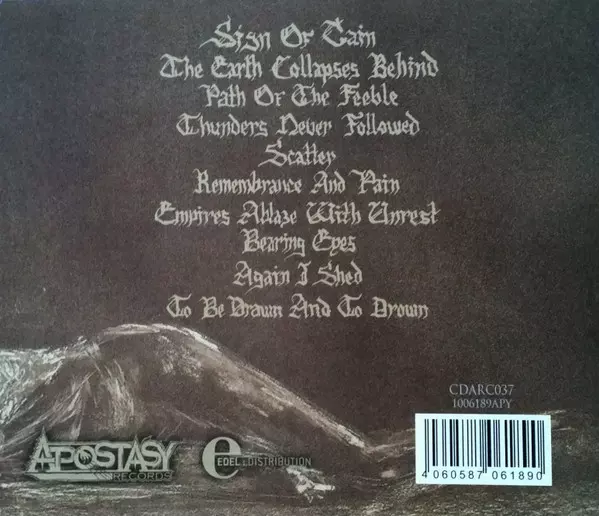 Sign Of Cain
The Earth Collapses Behind
Path Of The Feeble
Thunders Never Followed
Scatter
Remembrance And Pain
Empires Ablaze With Unrest
Bearing Eyes
Again I Shed
To Be Drawn And To Drown
CDARC037
1006189APY
APOSTASY
RECORDS
e
EDEL:DISTRIBUTION
4 060587 061890